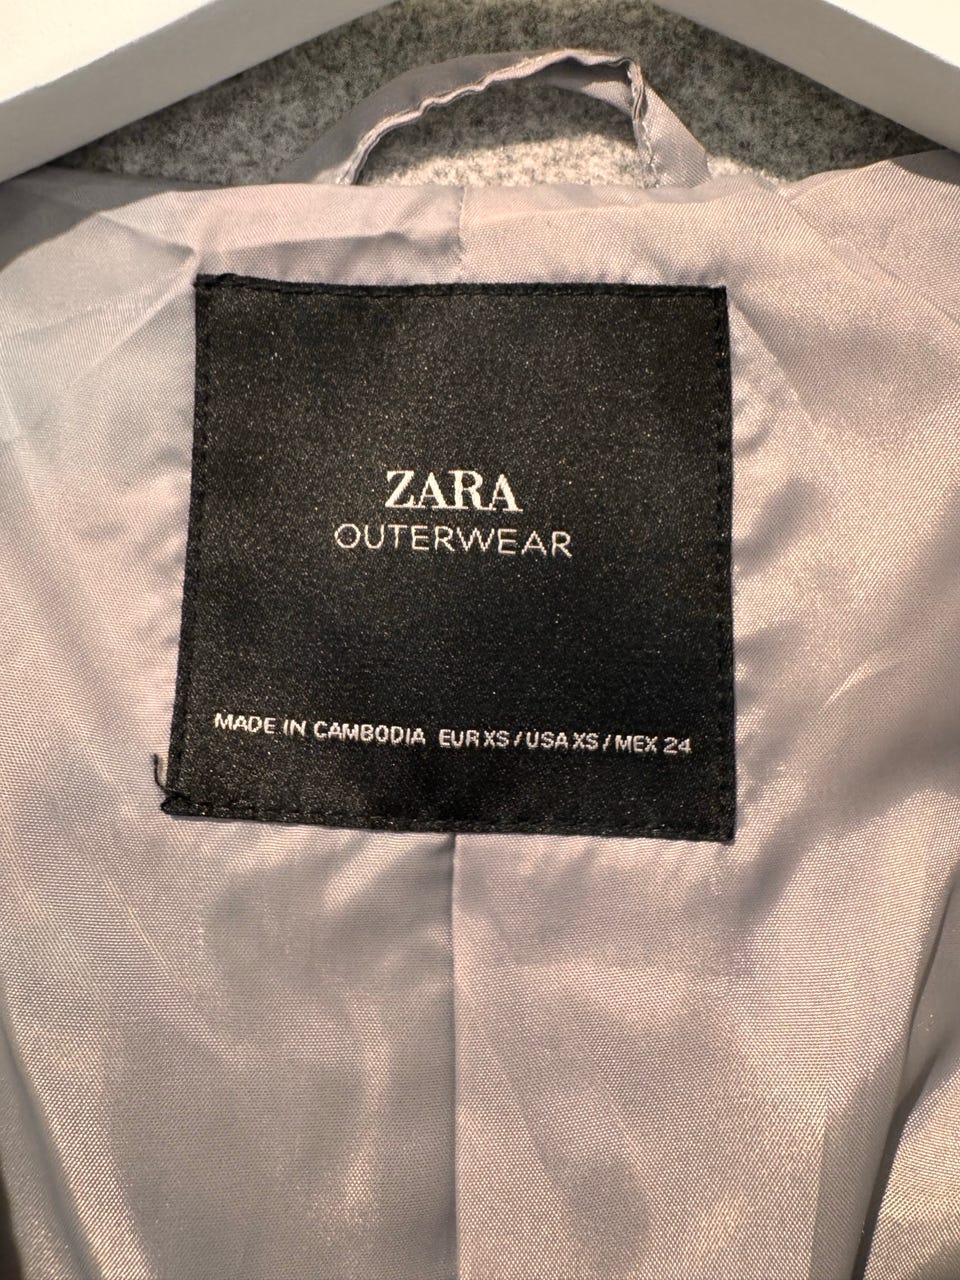 ZARA
OUTERWEAR
MADE IN CAMBODIA EUR XS / USA XS / MEX 24